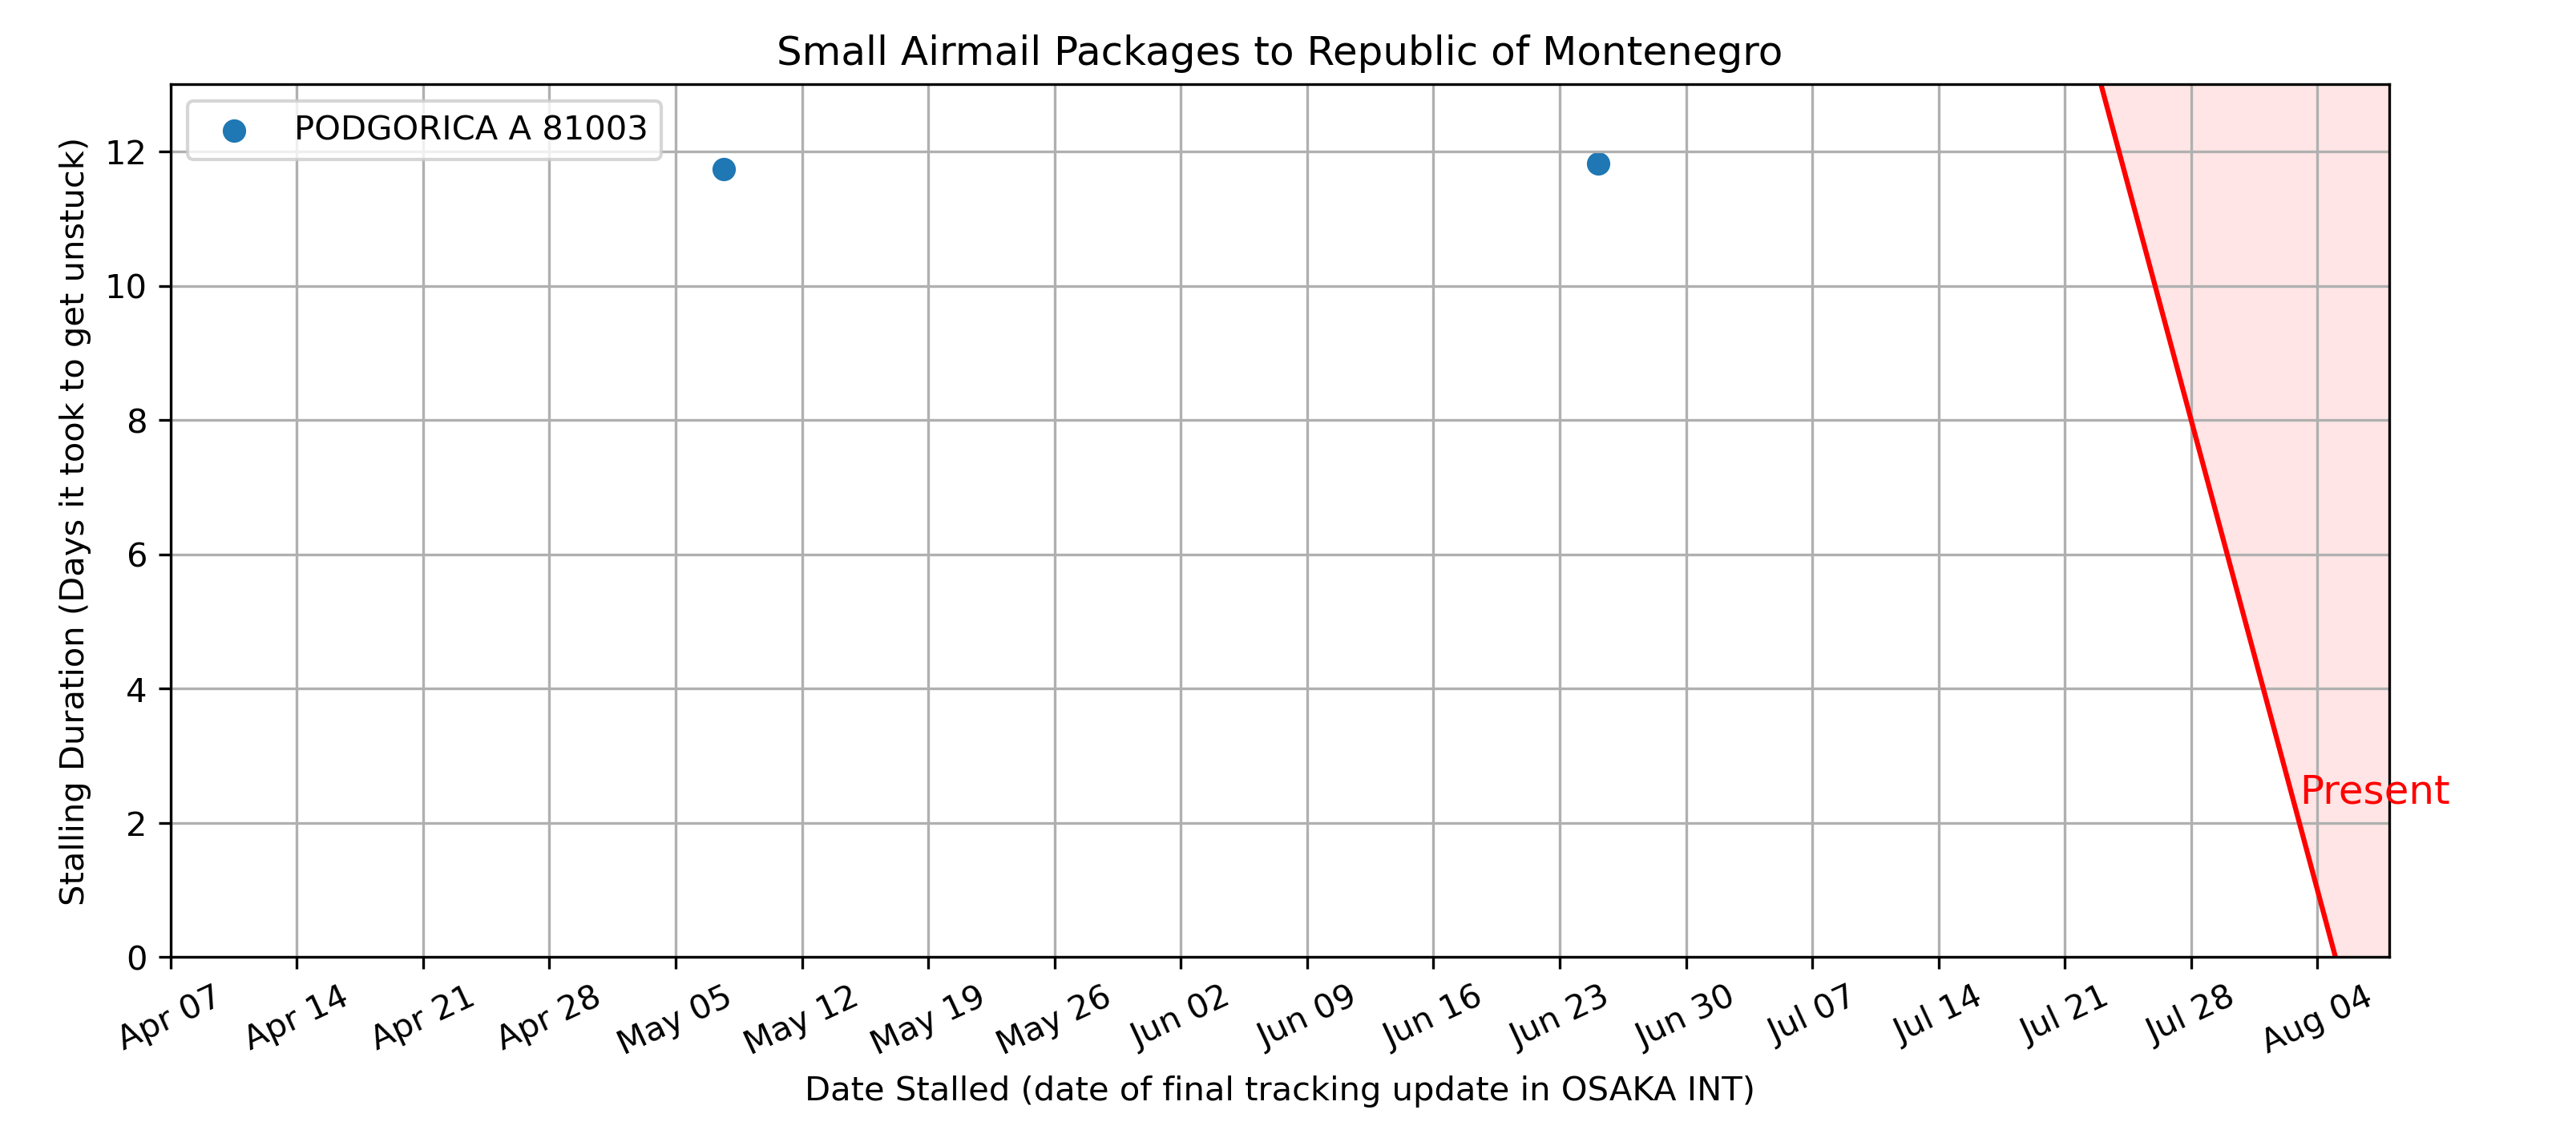 Small Airmail Packages to Republic of Montenegro
PODGORICA A 81003
Stalling Duration (Days it took to get unstuck)
12
10
8
6
4
2
0
Present
Apr 07
Apr 14
Apr 21
Apr 28
May 05
May 12
May 19
May 26
Jun 02
Jun 09
Jun 16
Jun 23
Jun 30
Jul 07
Jul 14
Jul 21
Jul 28
Aug 04
Date Stalled (date of final tracking update in OSAKA INT)